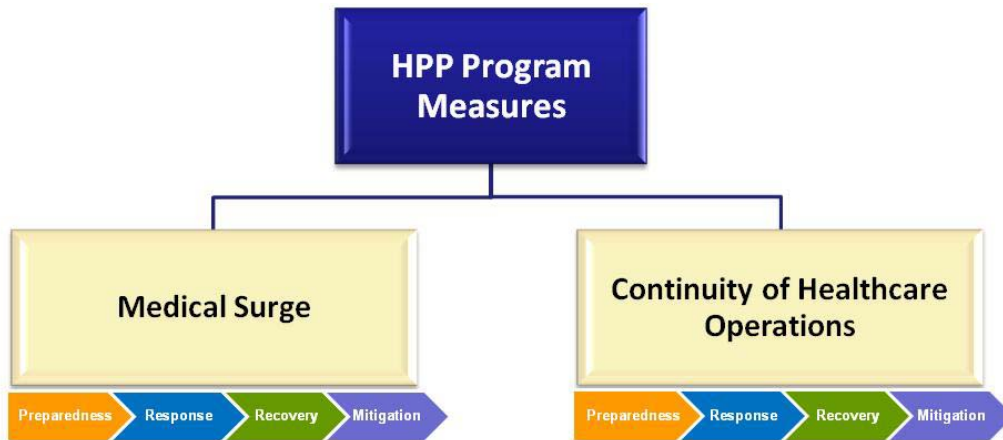 HPP Program
Measures
Medical Surge
Continuity of Healthcare
Operations
Preparedness Response Recovery Mitigation
Preparedness Response Recovery Mitigation